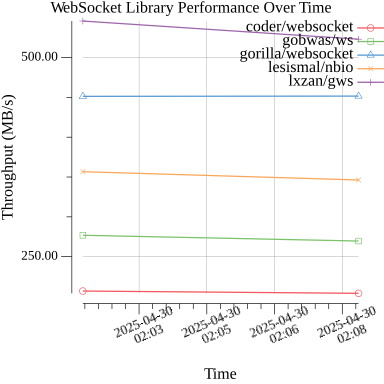 WebSocket Library Performance Over Time
coder/websocket
gobwas/ws
gorilla/websocket
lesismal/nbio
lxzan/gws
Throughput (MB/s)
500.00
250.00
2025-04-30
02:03
2025-04-30
02:05
2025-04-30
02:06
2025-04-30
02:08
Time